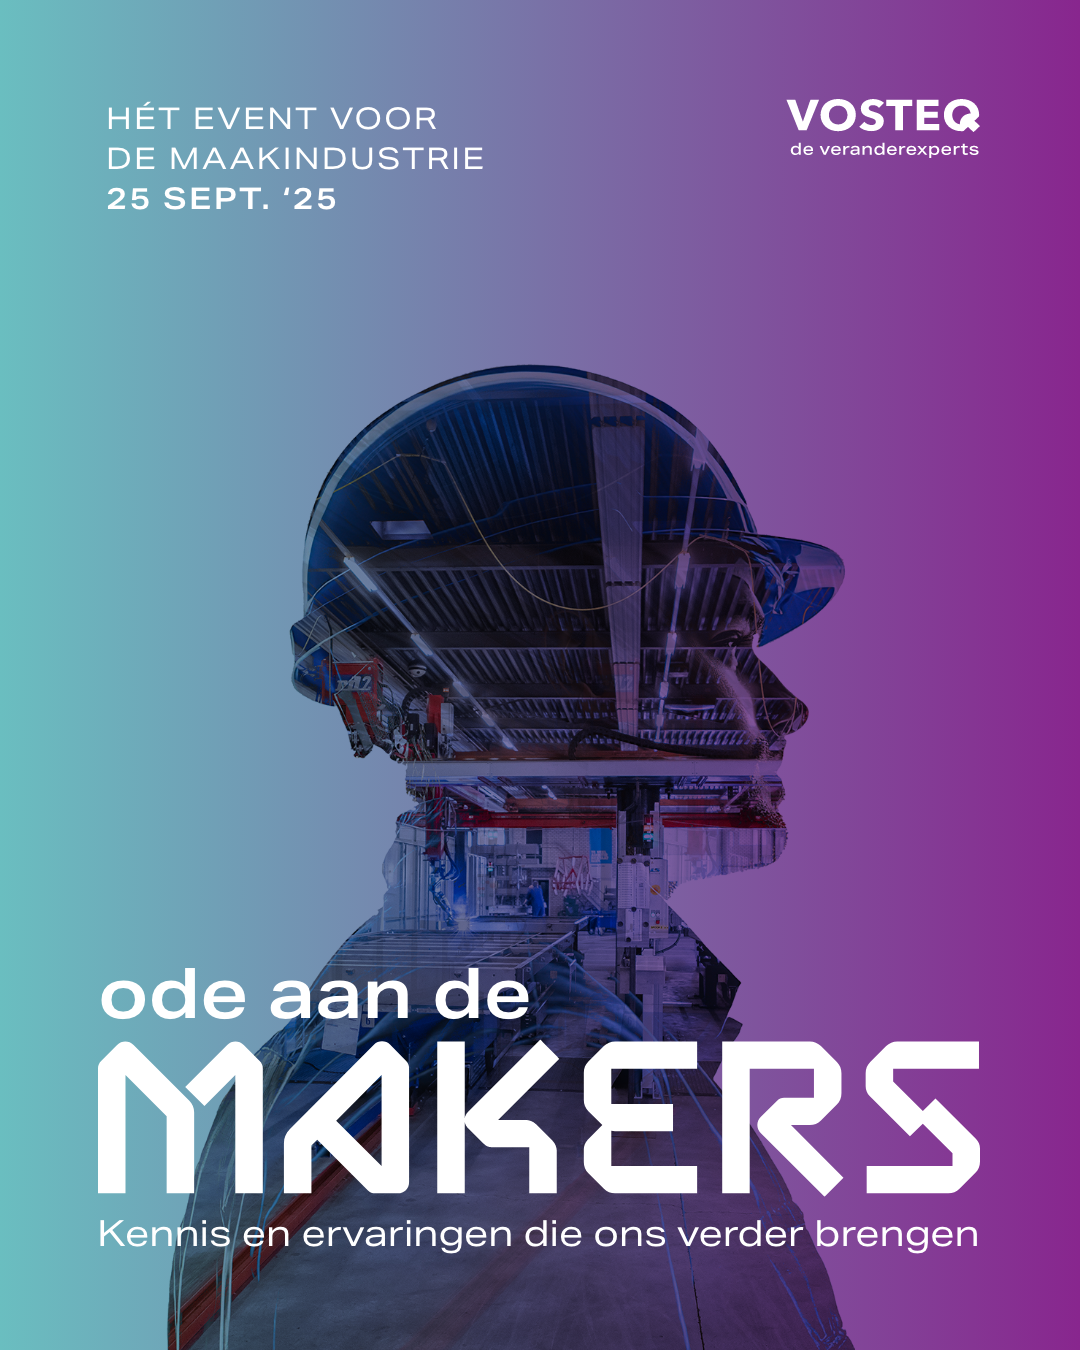 HÉT EVENT VOOR
DE MAAKINDUSTRIE
25 SEPT. ‘25
VOSTEQ
de veranderexperts
ode aan de
MAKERS
Kennis en ervaringen die ons verder brengen